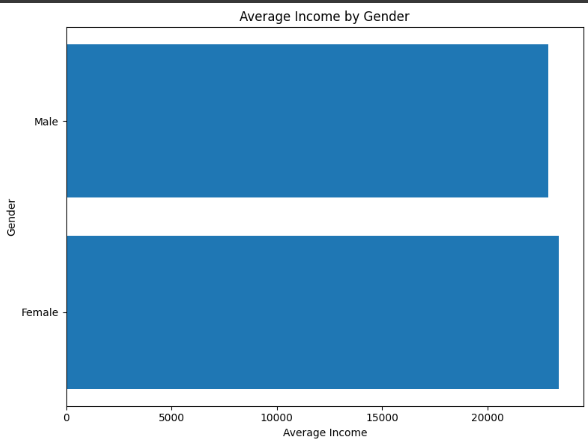 Average Income by Gender
Male
Gender
Female
0 5000 10000 15000 20000
Average Income